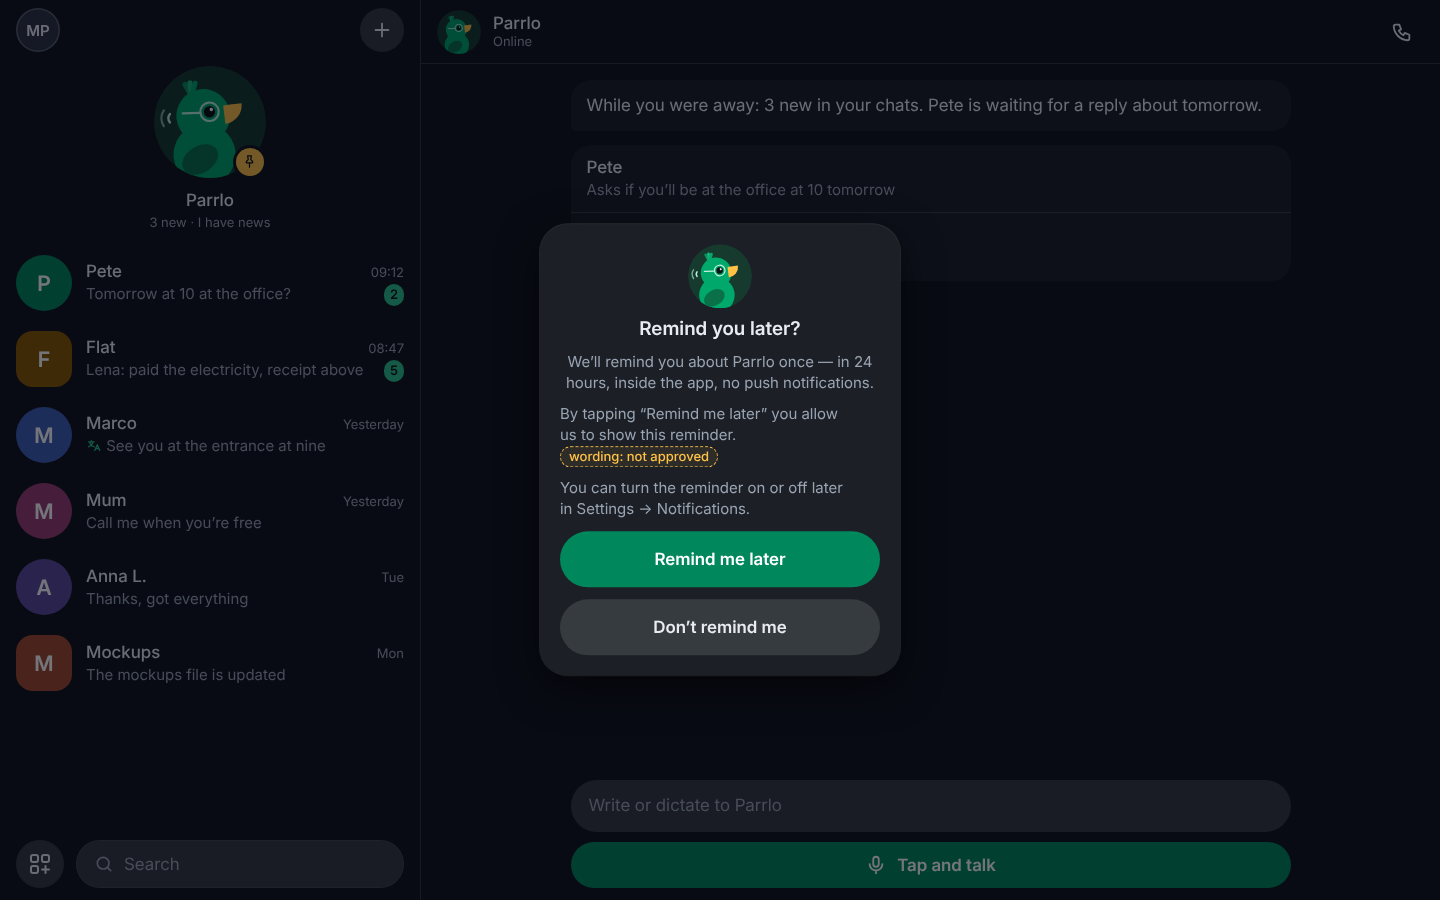 MP
Parrlo
3 new · I have news
P
Pete
09:12
Tomorrow at 10 at the office?
2
F
Flat
08:47
Lena: paid the electricity, receipt above
5
M
Marco
Yesterday
See you at the entrance at nine
M
Mum
Yesterday
Call me when you’re free
A
Anna L.
Tue
Thanks, got everything
M
Mockups
Mon
The mockups file is updated
Search
Parrlo
Online
While you were away: 3 new in your chats. Pete is waiting for a reply about tomorrow.
Pete
Asks if you’ll be at the office at 10 tomorrow
Remind you later?
We’ll remind you about Parrlo once — in 24
hours, inside the app, no push notifications.
By tapping “Remind me later” you allow
us to show this reminder.
wording: not approved
You can turn the reminder on or off later
in Settings → Notifications.
Remind me later
Don’t remind me
Write or dictate to Parrlo
Tap and talk